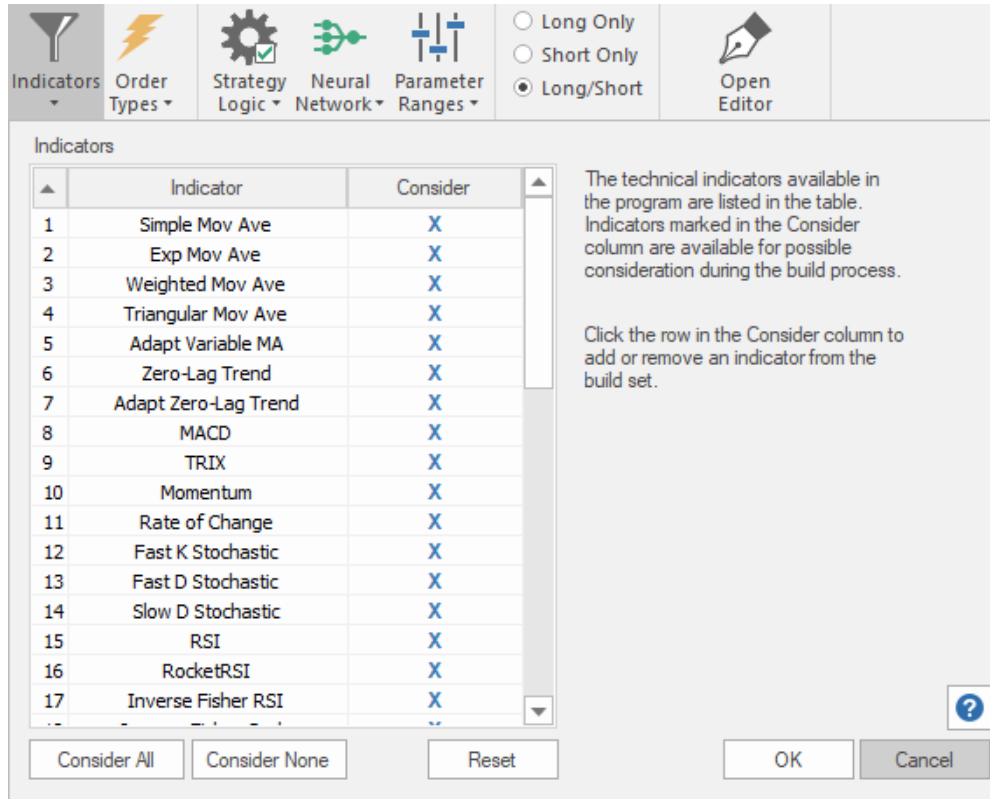 Indicators
Order Types
Strategy Logic
Neural Network
Parameter Ranges
Long Only
Short Only
Long/Short
Open Editor
Indicators
Indicator Consider
1 Simple Mov Ave X
2 Exp Mov Ave X
3 Weighted Mov Ave X
4 Triangular Mov Ave X
5 Adapt Variable MA X
6 Zero-Lag Trend X
7 Adapt Zero-Lag Trend X
8 MACD X
9 TRIX X
10 Momentum X
11 Rate of Change X
12 Fast K Stochastic X
13 Fast D Stochastic X
14 Slow D Stochastic X
15 RSI X
16 RocketRSI X
17 Inverse Fisher RSI X
The technical indicators available in
the program are listed in the table.
Indicators marked in the Consider
column are available for possible
consideration during the build process.
Click the row in the Consider column to
add or remove an indicator from the
build set.
?
Consider All Consider None Reset OK Cancel